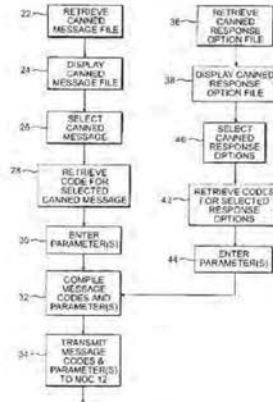 22
RETRIEVE
CANNED
MESSAGE FILE
24
DISPLAY
CANNED
MESSAGE FILE
26
SELECT
CANNED
MESSAGE
28
RETRIEVE
CODE FOR
SELECTED
CANNED MESSAGE
30
ENTER
PARAMETER(S)
32
COMPILE
MESSAGE
CODES AND
PARAMETER(S)
34
TRANSMIT
MESSAGE
CODES &
PARAMETER(S)
TO NOC 12
36
RETRIEVE
CANNED
RESPONSE
OPTION FILE
38
DISPLAY CANNED
RESPONSE
OPTION FILE
40
SELECT
CANNED
RESPONSE
OPTIONS
42
RETRIEVE CODES
FOR SELECTED
RESPONSE
OPTIONS
44
ENTER
PARAMETER(S)